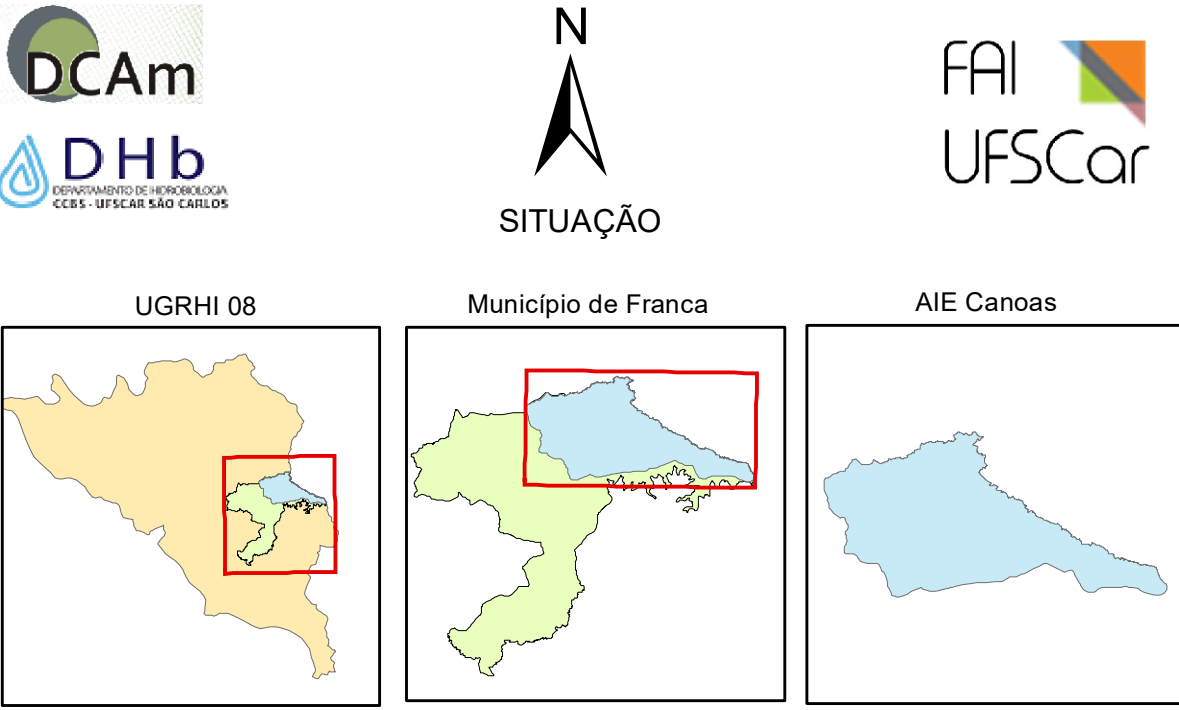 DCAm
DHb
DEPARTAMENTO DE HIDROBIOLOGIA
CCBS - UFSCAR SÃO CARLOS
N
SITUAÇÃO
FAI
UFSCar
UGRHI 08
Município de Franca
AIE Canoas